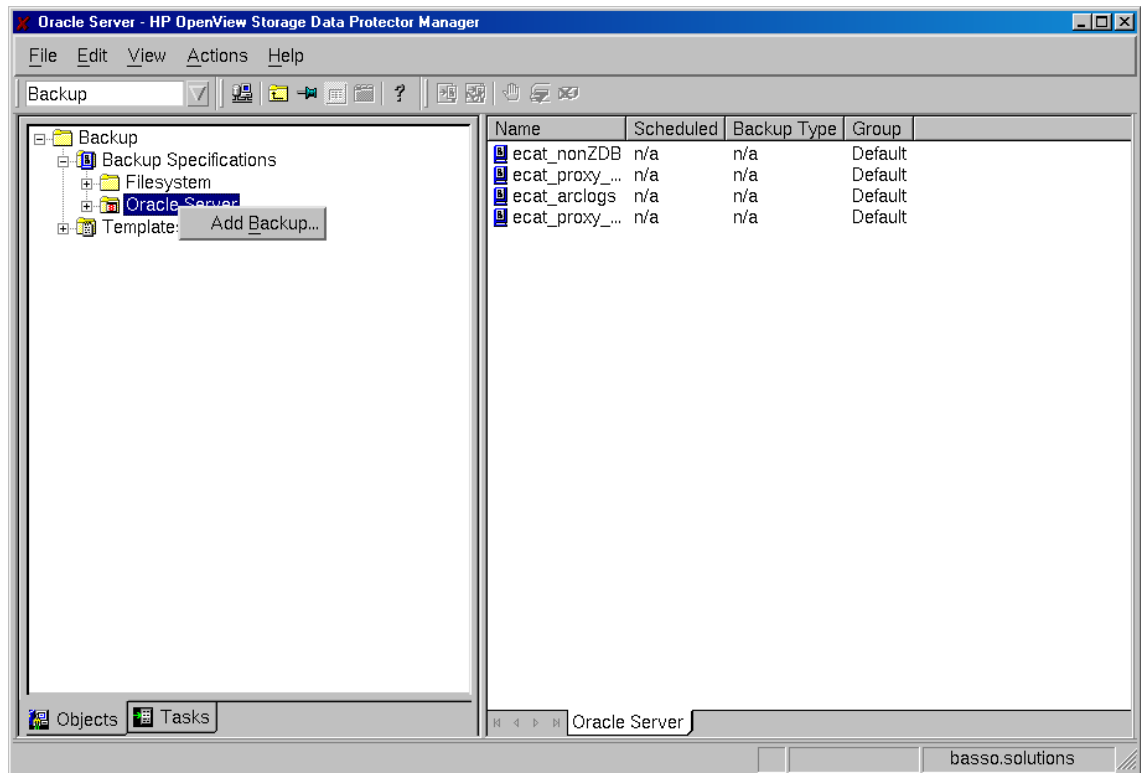 Oracle Server - HP OpenView Storage Data Protector Manager
File Edit View Actions Help
Backup
Backup
Backup Specifications
Filesystem
Oracle Server
Add Backup...
Name Scheduled Backup Type Group
ecat_nonZDB n/a n/a Default
ecat_proxy_... n/a n/a Default
ecat_arclogs n/a n/a Default
ecat_proxy_... n/a n/a Default
Objects Tasks
Oracle Server
basso.solutions